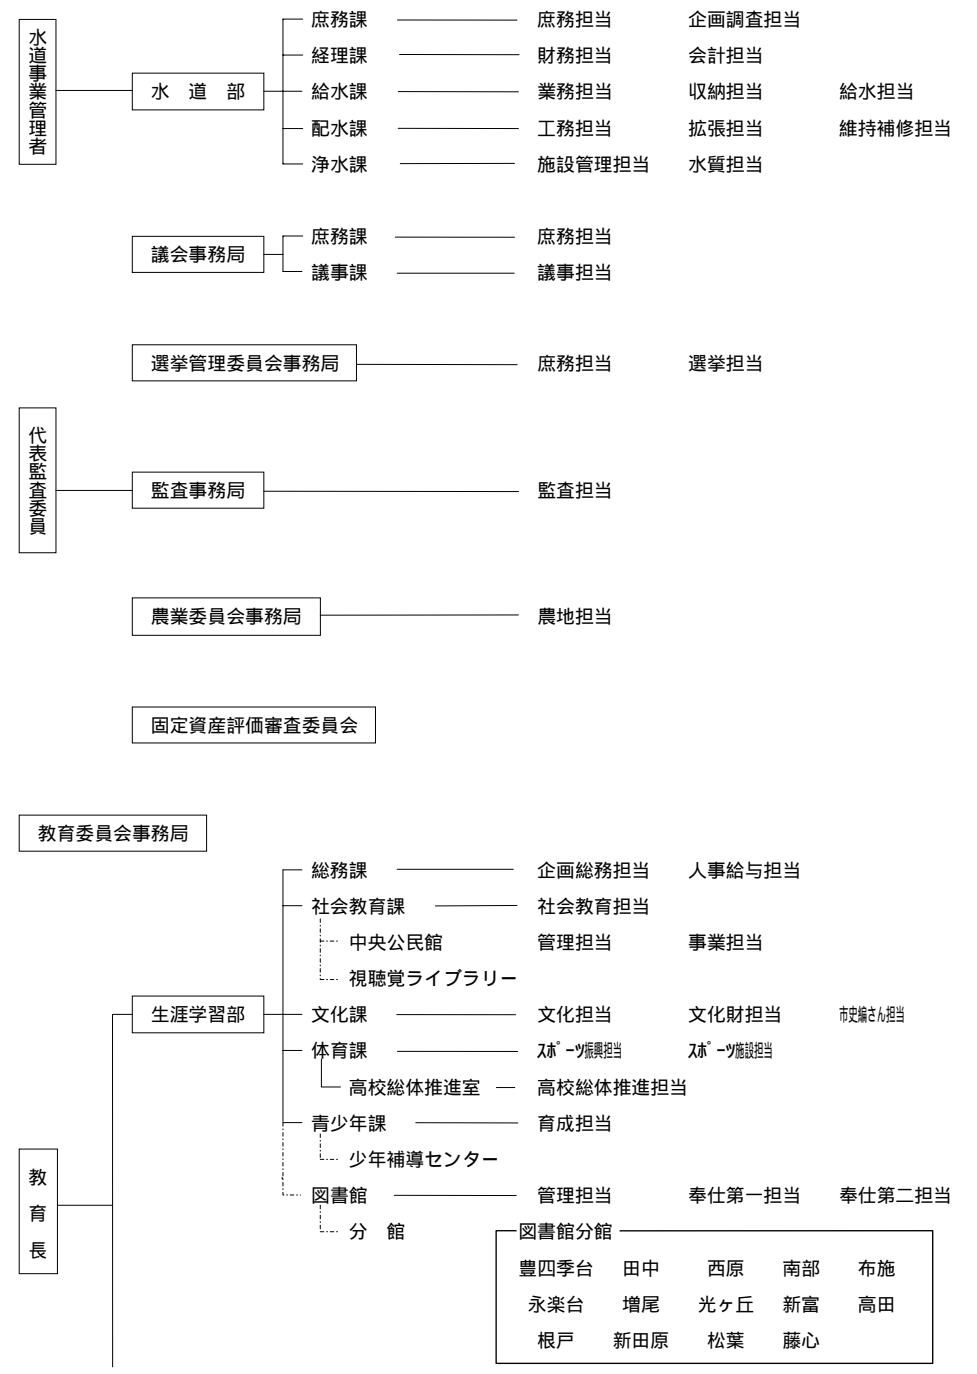 水道事業管理者
水 道 部
庶務課 庶務担当 企画調査担当
経理課 財務担当 会計担当
給水課 業務担当 収納担当 給水担当
配水課 工務担当 拡張担当 維持補修担当
浄水課 施設管理担当 水質担当
議会事務局
庶務課 庶務担当
議事課 議事担当
選挙管理委員会事務局 庶務担当 選挙担当
代表監査委員
監査事務局 監査担当
農業委員会事務局 農地担当
固定資産評価審査委員会
教育委員会事務局
教育長
生涯学習部
総務課 企画総務担当 人事給与担当
社会教育課 社会教育担当
中央公民館 管理担当 事業担当
視聴覚ライブラリー
文化課 文化担当 文化財担当 市史編さん担当
体育課 スポーツ振興担当 スポーツ施設担当
高校総体推進室 高校総体推進担当
青少年課 育成担当
少年補導センター
図書館 管理担当 奉仕第一担当 奉仕第二担当
分 館
図書館分館
豊四季台 田中 西原 南部 布施
永楽台 増尾 光ヶ丘 新富 高田
根戸 新田原 松葉 藤心